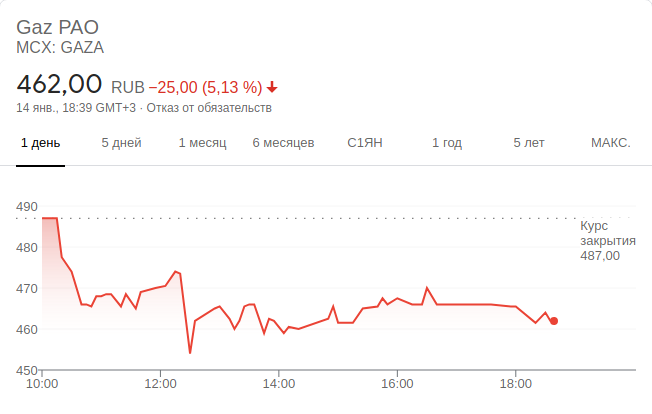 Gaz PAO
MCX: GAZA
462,00 RUB −25,00 (5,13 %)
14 янв., 18:39 GMT+3 · Отказ от обязательств
1 день 5 дней 1 месяц 6 месяцев С1ЯН 1 год 5 лет МАКС.
490
Курс
закрытия
487,00
480
470
460
450
10:00 12:00 14:00 16:00 18:00